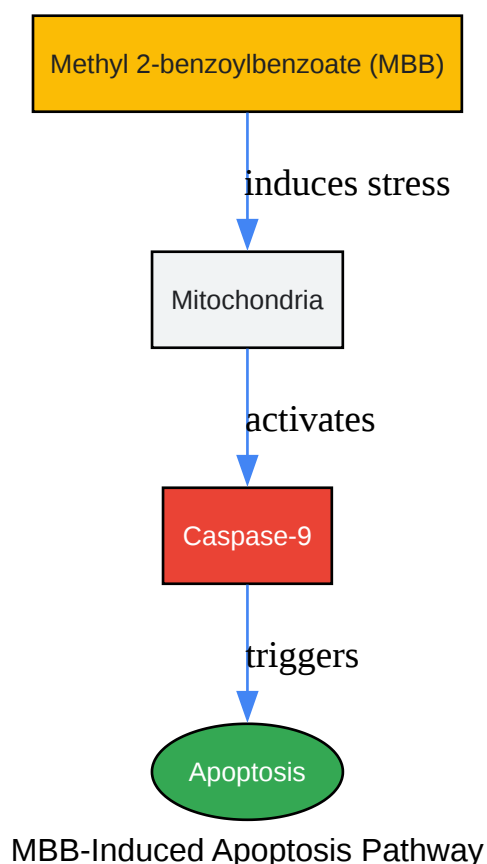 Methyl 2-benzoylbenzoate (MBB)
induces stress
Mitochondria
activates
Caspase-9
triggers
Apoptosis
MBB-Induced Apoptosis Pathway